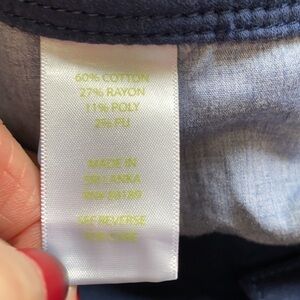 60% COTTON
27% RAYON
11% POLY
2% PU
MADE IN
SRI LANKA
SEE REVERSE
FOR CARE